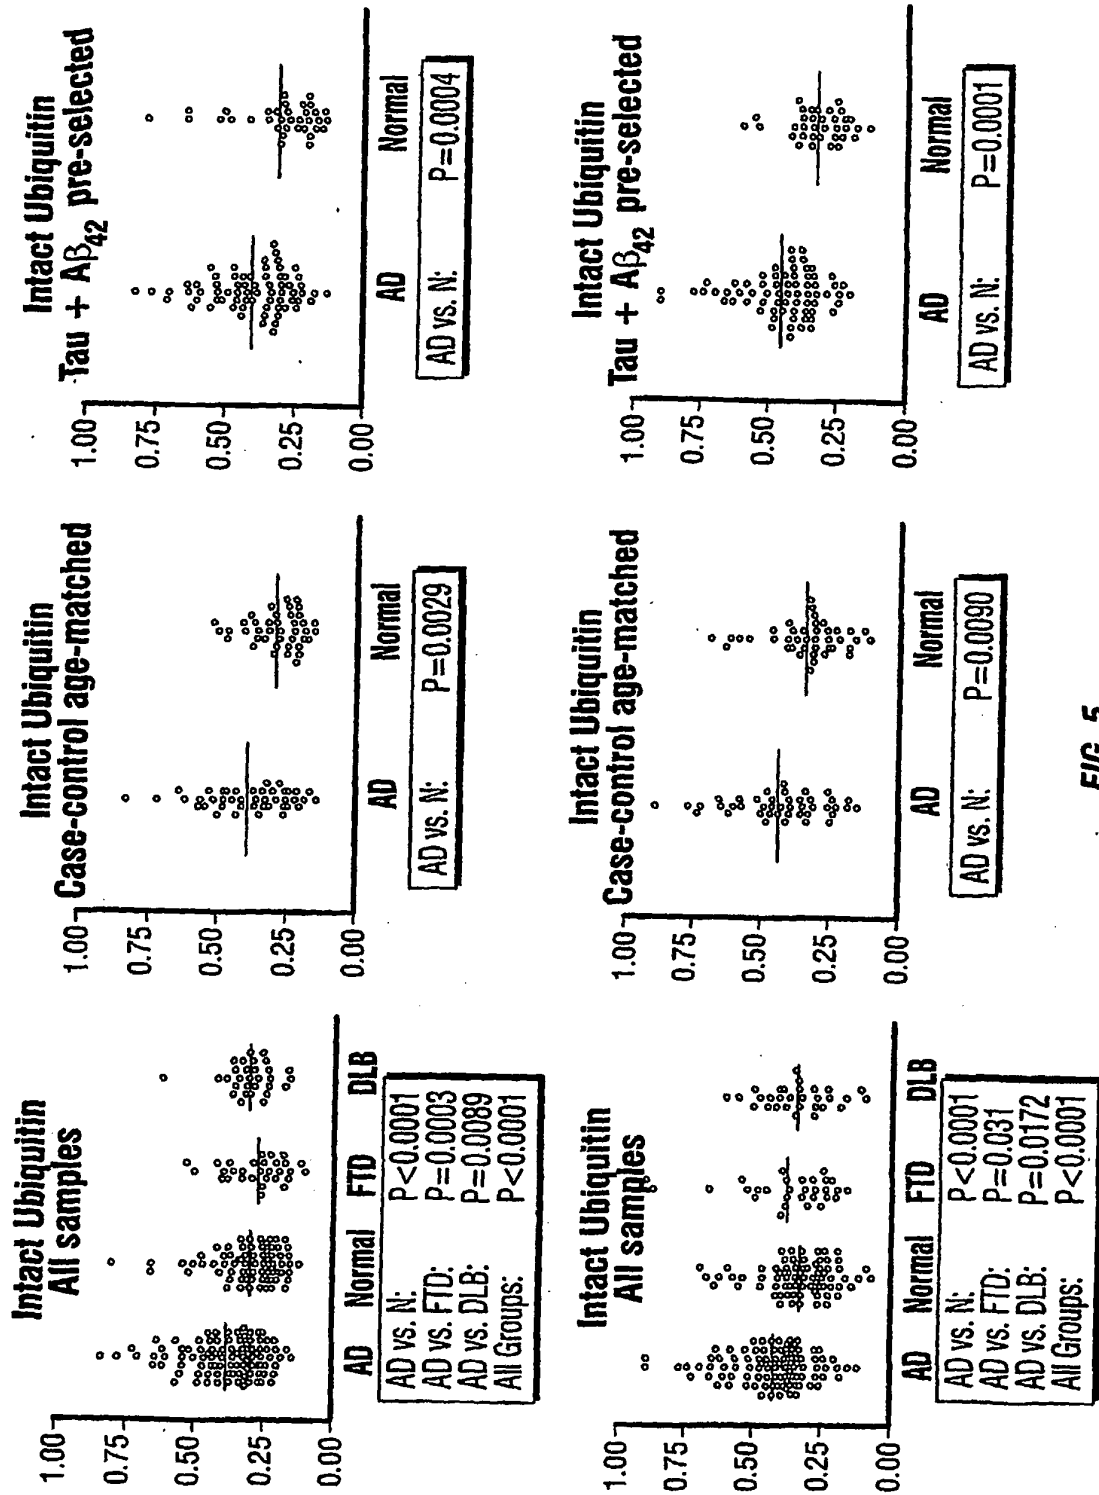 Intact Ubiquitin
All samples
1.00
0.75
0.50
0.25
0.00
AD Normal FTD DLB
AD vs. N: P<0.0001
AD vs. FTD: P=0.0003
AD vs. DLB: P=0.0089
All Groups: P<0.0001
Intact Ubiquitin
Case-control age-matched
1.00
0.75
0.50
0.25
0.00
AD Normal
AD vs. N: P=0.0029
Intact Ubiquitin
Tau + Aβ42 pre-selected
1.00
0.75
0.50
0.25
0.00
AD Normal
AD vs. N: P=0.0004
Intact Ubiquitin
All samples
1.00
0.75
0.50
0.25
0.00
AD Normal FTD DLB
AD vs. N: P<0.0001
AD vs. FTD: P=0.031
AD vs. DLB: P=0.0172
All Groups: P<0.0001
Intact Ubiquitin
Case-control age-matched
1.00
0.75
0.50
0.25
0.00
AD Normal
AD vs. N: P=0.0090
Intact Ubiquitin
Tau + Aβ42 pre-selected
1.00
0.75
0.50
0.25
0.00
AD Normal
AD vs. N: P=0.0001
FIG. 5